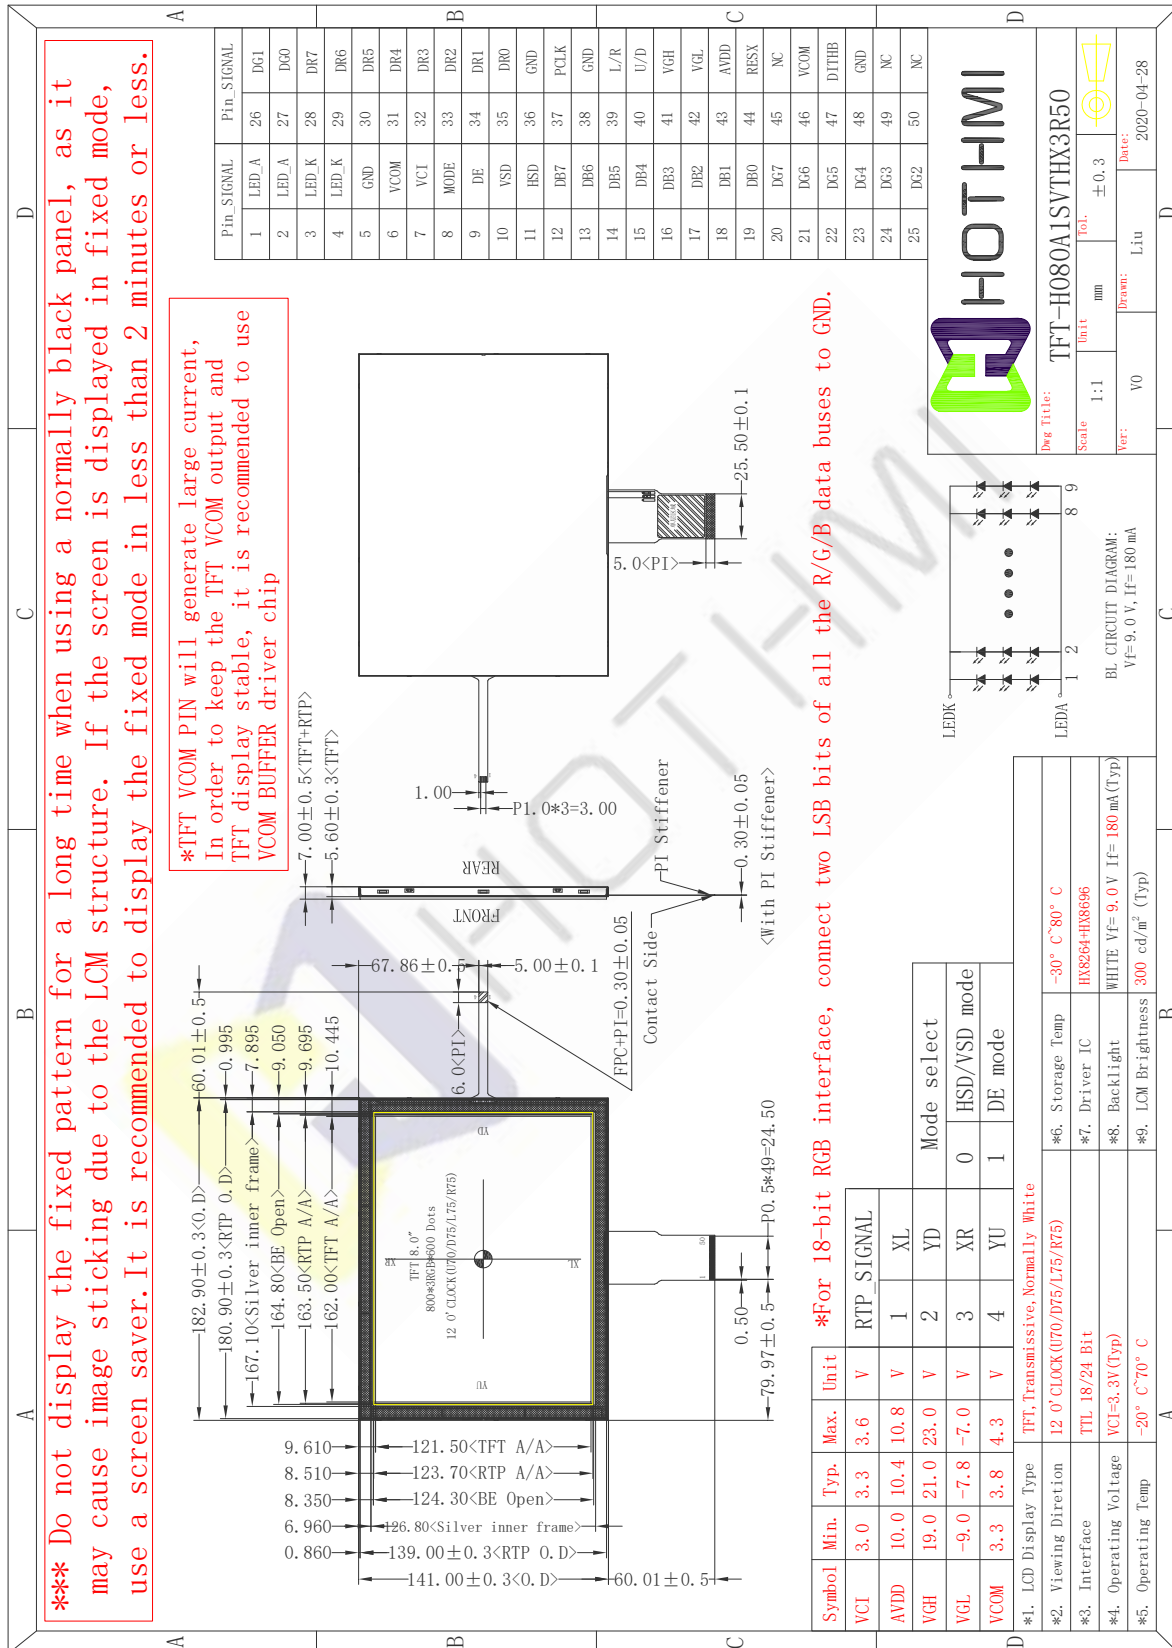 *** Do not display the fixed pattern for a long time when using a normally black panel, as it
may cause image sticking due to the LCM structure. If the screen is displayed in fixed mode,
use a screen saver.It is recommended to display the fixed mode in less than 2 minutes or less.
*TFT VCOM PIN will generate large current,
In order to keep the TFT VCOM output and
TFT display stable, it is recommended to use
VCOM BUFFER driver chip
Pin_SIGNAL Pin_SIGNAL
1 LED_A 26 DG1
2 LED_A 27 DG0
3 LED_K 28 DR7
4 LED_K 29 DR6
5 GND 30 DR5
6 VCOM 31 DR4
7 VCI 32 DR3
8 MODE 33 DR2
9 DE 34 DR1
10 VSD 35 DR0
11 HSD 36 GND
12 DB7 37 PCLK
13 DB6 38 GND
14 DB5 39 L/R
15 DB4 40 U/D
16 DB3 41 VGH
17 DB2 42 VGL
18 DB1 43 AVDD
19 DB0 44 RESX
20 DG7 45 NC
21 DG6 46 VCOM
22 DG5 47 DITHB
23 DG4 48 GND
24 DG3 49 NC
25 DG2 50 NC
182.90±0.3<O.D>
60.01±0.5
180.90±0.3<RTP O.D>
0.995
167.10<Silver inner frame>
7.895
164.80<BE Open>
9.050
163.50<RTP A/A>
9.695
162.00<TFT A/A>
10.445
9.610
121.50<TFT A/A>
8.510
123.70<RTP A/A>
8.350
124.30<BE Open>
6.960
126.80<Silver inner frame>
0.860
139.00±0.3<RTP O.D>
141.00±0.3<O.D>
60.01±0.5
TFT 8.0"
800*3RGB*600 Dots
12 O' CLOCK(U70/D75/L75/R75)
XR
XL
YU
YD
6.0<PI>
67.86±0.5
5.00±0.1
FPC+PI=0.30±0.05
1
50
0.50
P0.5*49=24.50
79.97±0.5
7.00±0.5<TFT+RTP>
5.60±0.3<TFT>
FRONT
REAR
Contact Side
PI Stiffener
0.30±0.05
<With PI Stiffener>
1.00
P1.0*3=3.00
5.0<PI>
25.50±0.1
*For 18-bit RGB interface, connect two LSB bits of all the R/G/B data buses to GND.
Symbol Min. Typ. Max. Unit
VCI 3.0 3.3 3.6 V
AVDD 10.0 10.4 10.8 V
VGH 19.0 21.0 23.0 V
VGL -9.0 -7.8 -7.0 V
VCOM 3.3 3.8 4.3 V
RTP_SIGNAL
1 XL
2 YD
3 XR
4 YU
Mode select
0 HSD/VSD mode
1 DE mode
*1. LCD Display Type TFT, Transmissive, Normally White
*2. Viewing Diretion 12 O' CLOCK(U70/D75/L75/R75)
*3. Interface TTL 18/24 Bit
*4. Operating Voltage VCI=3.3V(Typ)
*5. Operating Temp -20° C~70° C
*6. Storage Temp -30° C~80° C
*7. Driver IC HX8264+HX8696
*8. Backlight WHITE Vf= 9.0 V If= 180 mA(Typ)
*9. LCM Brightness 300 cd/m² (Typ)
LEDK
LEDA
1 2 8 9
BL CIRCUIT DIAGRAM:
Vf= 9.0 V, If= 180 mA
HOTHMI
Dwg Title:
TFT-H080A1SVTHX3R50
Scale 1:1 Unit mm Tol. ±0.3
Ver: V0 Drawn: Liu Date: 2020-04-28
A B C D
A B C D
A B C D
A B C D
HOTHMI